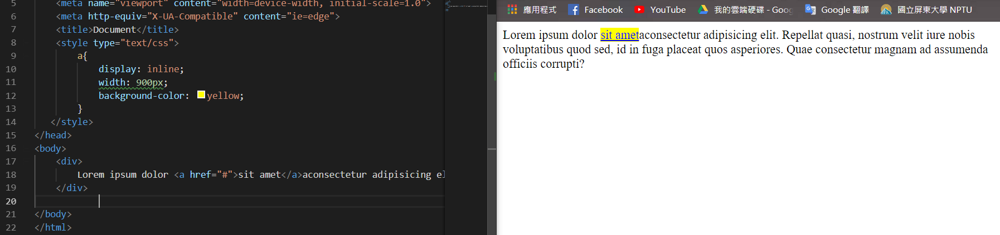 5 <meta name="viewport" content="width=device-width, initial-scale=1.0">
6 <meta http-equiv="X-UA-Compatible" content="ie=edge">
7 <title>Document</title>
8 <style type="text/css">
9 a{
10 display: inline;
11 width: 900px;
12 background-color: yellow;
13 }
14 </style>
15 </head>
16 <body>
17 <div>
18 Lorem ipsum dolor <a href="#">sit amet</a>aconsectetur adipisicing el
19 </div>
20
21 </body>
22 </html>
應用程式 Facebook YouTube 我的雲端硬碟 - Goog Google 翻譯 國立屏東大學 NPTU
Lorem ipsum dolor sit ametaconsectetur adipisicing elit. Repellat quasi, nostrum velit iure nobis
voluptatibus quod sed, id in fuga placeat quos asperiores. Quae consectetur magnam ad assumenda
officiis corrupti?